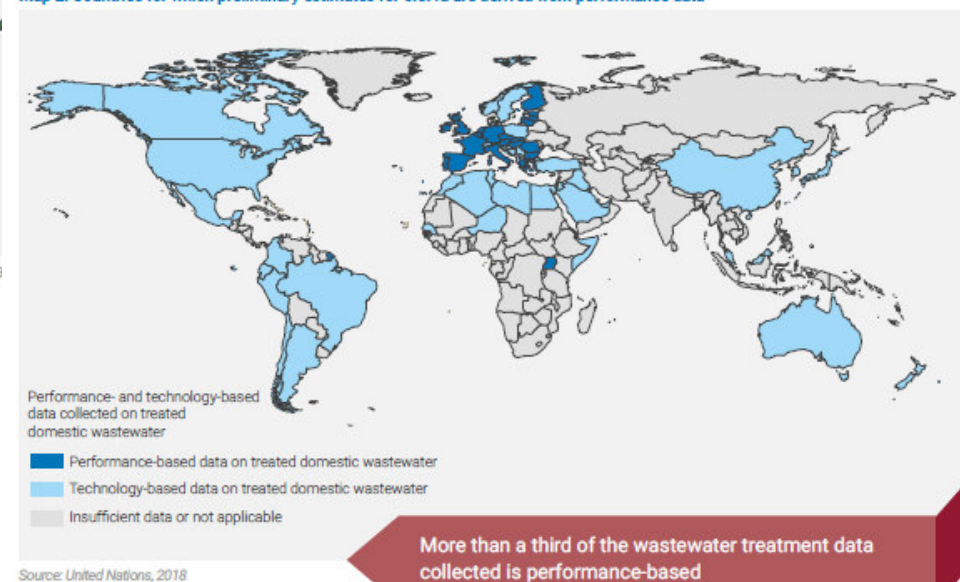 Performance- and technology-based
data collected on treated
domestic wastewater
Performance-based data on treated domestic wastewater
Technology-based data on treated domestic wastewater
Insufficient data or not applicable
More than a third of the wastewater treatment data
collected is performance-based
Source: United Nations, 2018